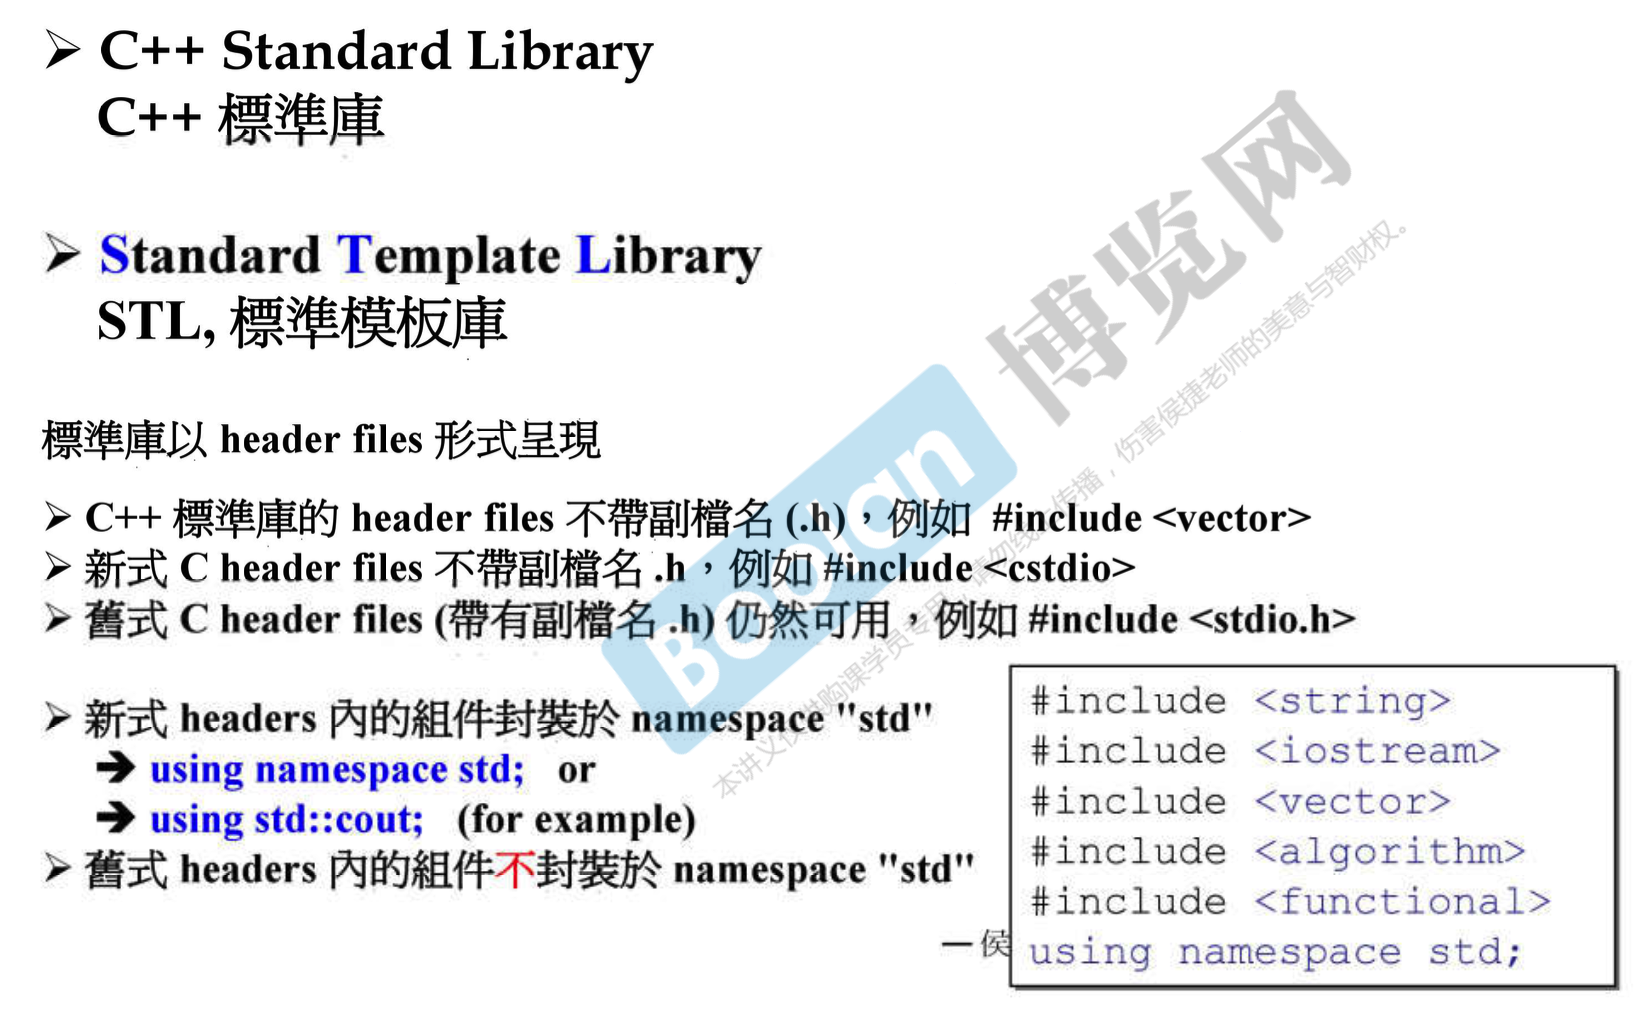 ➢ C++ Standard Library
C++ 標準庫
➢ Standard Template Library
STL, 標準模板庫
標準庫以 header files 形式呈現
➢ C++ 標準庫的 header files 不帶副檔名 (.h)，例如 #include <vector>
➢ 新式 C header files 不帶副檔名 .h，例如 #include <cstdio>
➢ 舊式 C header files (帶有副檔名 .h) 仍然可用，例如 #include <stdio.h>
➢ 新式 headers 內的組件封裝於 namespace "std"
➔ using namespace std; or
➔ using std::cout; (for example)
➢ 舊式 headers 內的組件不封裝於 namespace "std"
— 侯
#include <string>
#include <iostream>
#include <vector>
#include <algorithm>
#include <functional>
using namespace std;
Boolan
博览网
本讲义仅供购课学员专用，请勿线上传播，伤害侯捷老师的美意与智财权。